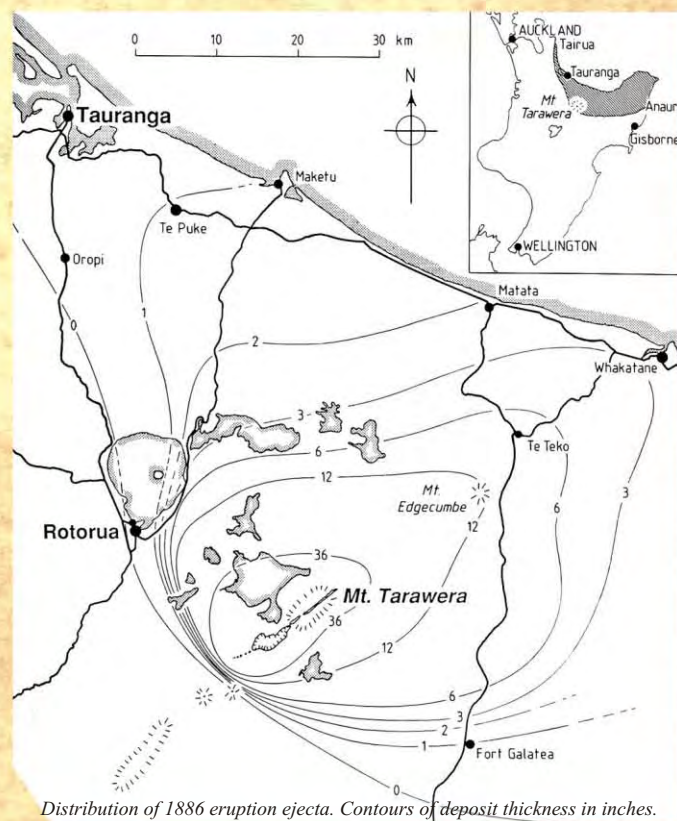 0 10 20 30 km
N
AUCKLAND
Tairua
Tauranga
Mt
Tarawera
Anaur
Gisborne
WELLINGTON
Tauranga
Maketu
Te Puke
Oropi
0
1
2
Matata
Whakatane
3
6
12
Te Teko
Mt.
Edgecumbe
12
6
3
Rotorua
36
Mt. Tarawera
36
12
6
3
2
1
Fort Galatea
0
Distribution of 1886 eruption ejecta. Contours of deposit thickness in inches.